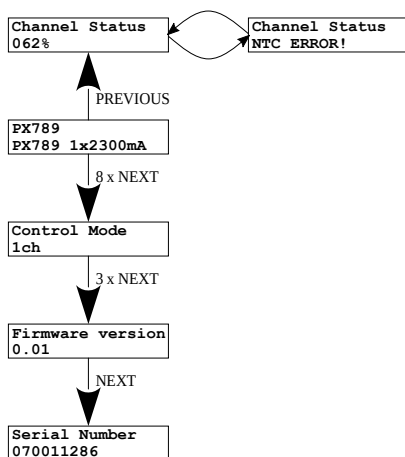 Channel Status
062%
Channel Status
NTC ERROR!
PREVIOUS
PX789
PX789 1x2300mA
8 x NEXT
Control Mode
1ch
3 x NEXT
Firmware version
0.01
NEXT
Serial Number
070011286